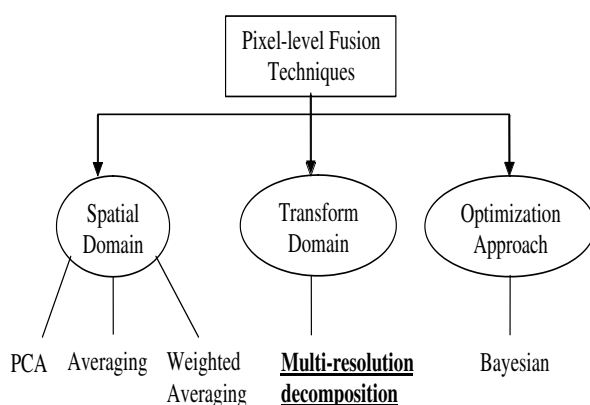 Pixel-level Fusion
Techniques
Spatial
Domain
Transform
Domain
Optimization
Approach
PCA
Averaging
Weighted
Averaging
Multi-resolution
decomposition
Bayesian